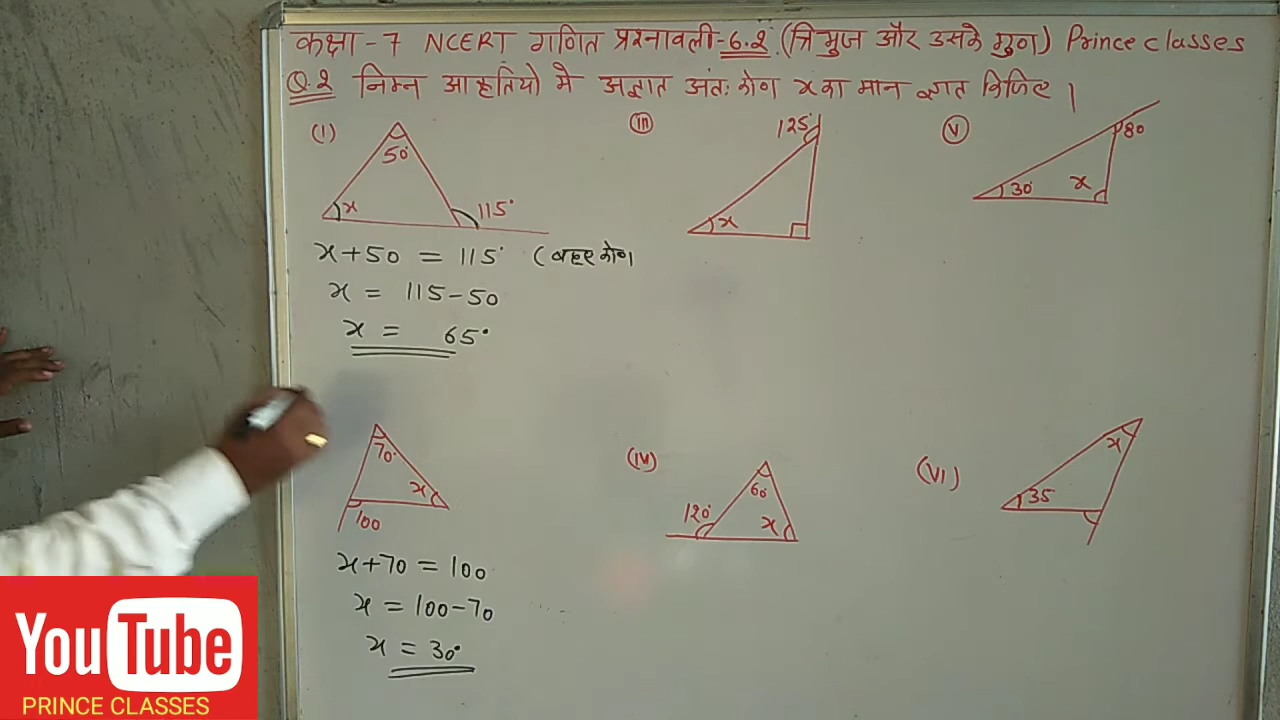 कक्षा - 7 NCERT गणित प्रश्नावली - 6.2 (त्रिभुज और उसके गुण) Prince classes
Q.2 निम्न आकृतियो मे अज्ञात अंतः कोण x का मान ज्ञात किजिए ।
(I)
50°
x
115°
x+50 = 115° (बहार कोण
x = 115-50
x = 65°
70°
x
100
x+70 = 100
x = 100-70
x = 30°
III
125°
x
(IV)
60°
120°
x
V
80
30°
x
(VI)
x
35
YouTube
PRINCE CLASSES